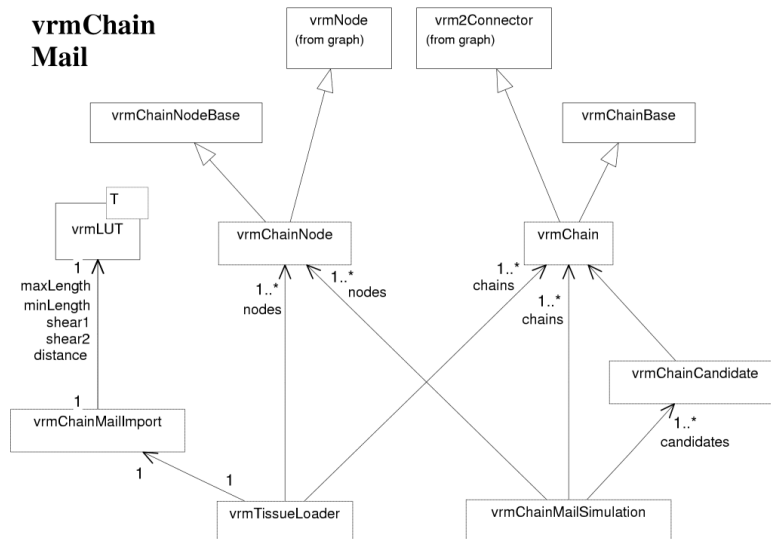 vrmChain
Mail
vrmNode
(from graph)
vrm2Connector
(from graph)
vrmChainNodeBase
vrmChainBase
T
vrmLUT
vrmChainNode
vrmChain
1
maxLength
minLength
shear1
shear2
distance
1
1..*
nodes
1..*
nodes
1..*
chains
1..*
chains
vrmChainCandidate
vrmChainMailImport
1..*
candidates
1
1
vrmTissueLoader
vrmChainMailSimulation